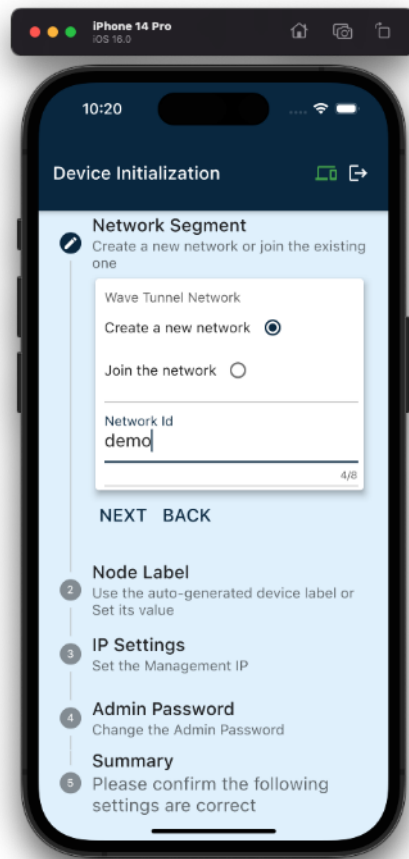 iPhone 14 Pro
iOS 16.0
10:20
Device Initialization
Network Segment
Create a new network or join the existing
one
Wave Tunnel Network
Create a new network
Join the network
Network Id
demo
4/8
NEXT BACK
Node Label
2
Use the auto-generated device label or
Set its value
IP Settings
3
Set the Management IP
Admin Password
4
Change the Admin Password
Summary
5
Please confirm the following
settings are correct